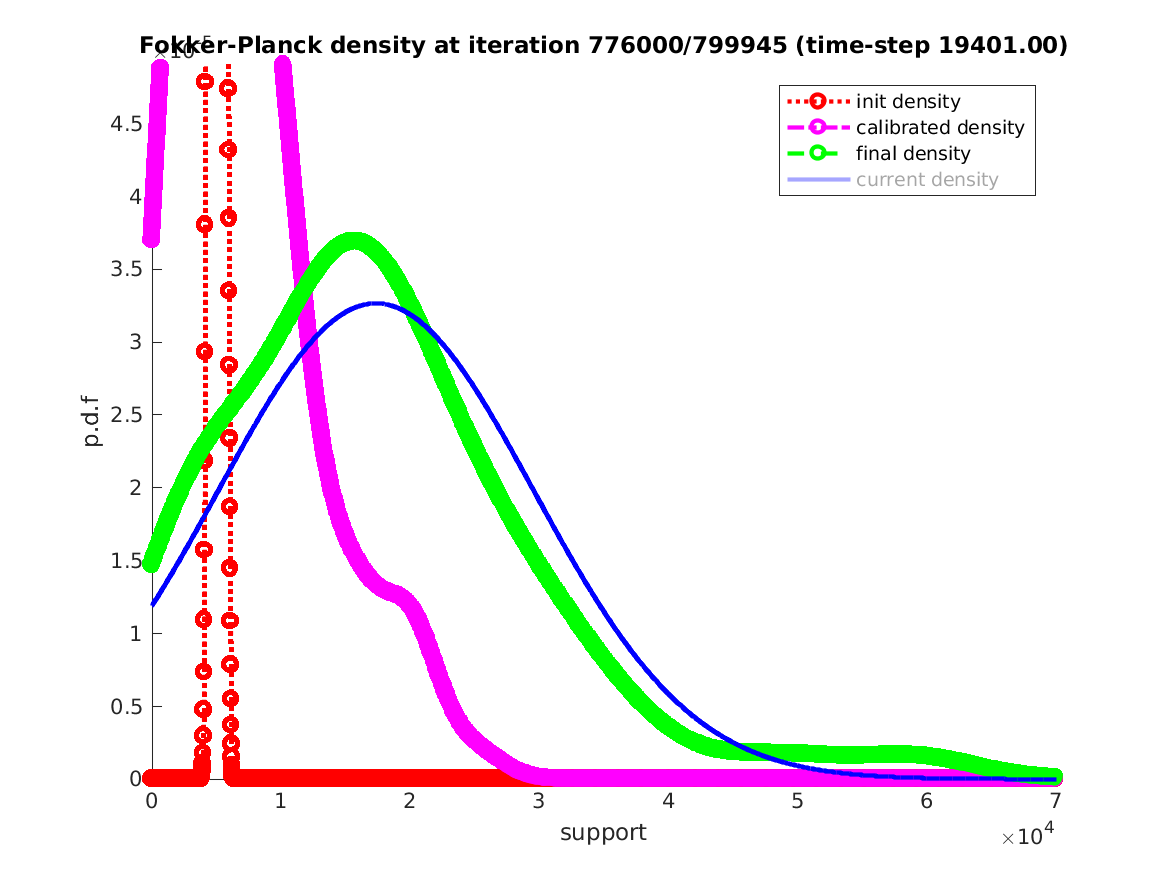 Fokker-Planck density at iteration 776000/799945 (time-step 19401.00)
×10⁻⁵
init density
calibrated density
final density
current density
4.5
4
3.5
3
2.5
2
1.5
1
0.5
0
p.d.f
0 1 2 3 4 5 6 7
support
×10⁴